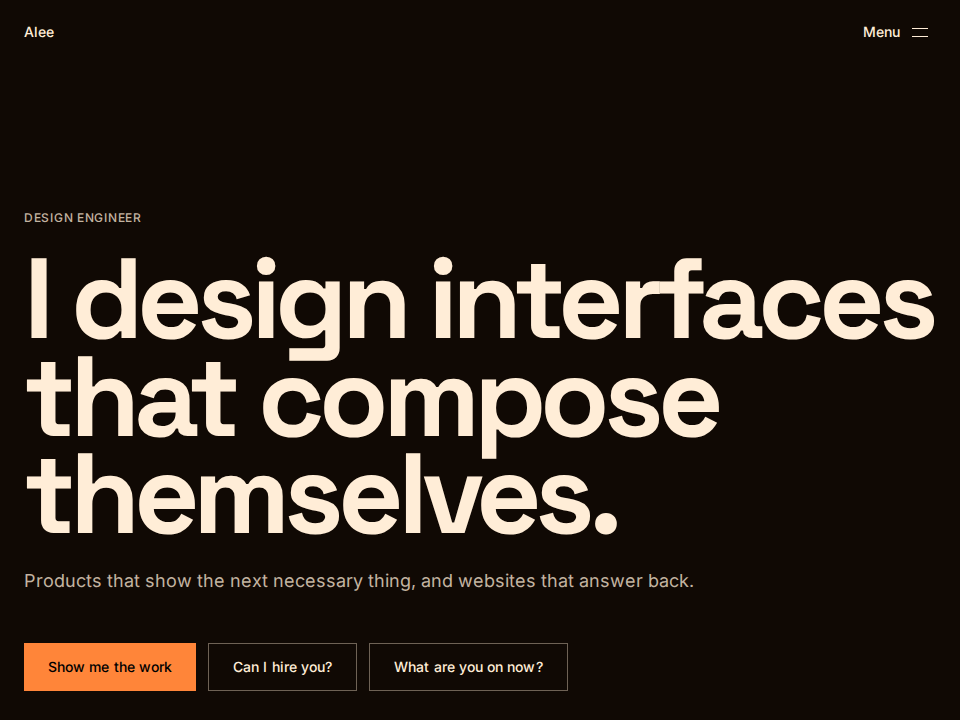 Alee
Menu
DESIGN ENGINEER
I design interfaces
that compose
themselves.
Products that show the next necessary thing, and websites that answer back.
Show me the work
Can I hire you?
What are you on now?